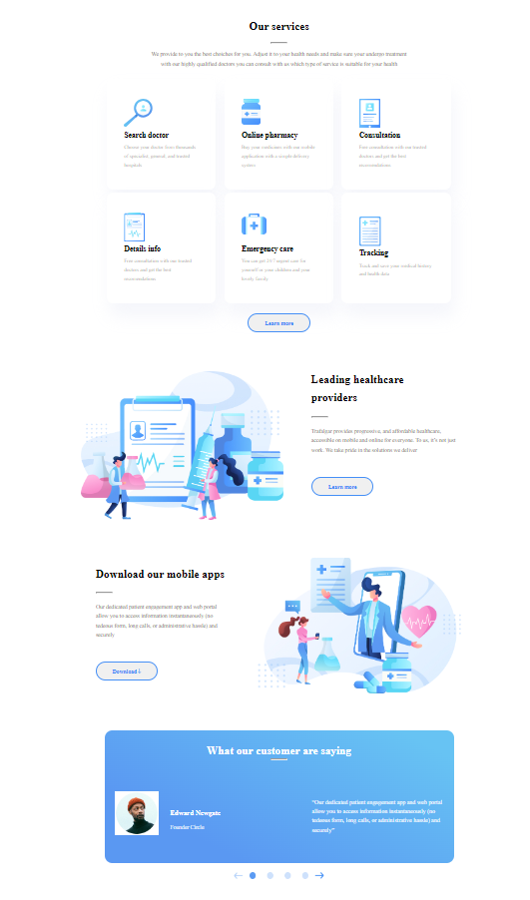 Our services
We provide to you the best choiches for you. Adjust it to your health needs and make sure your undergo treatment
with our highly qualified doctors you can consult with us which type of service is suitable for your health
Search doctor
Choose your doctor from thousands
of specialist, general, and trusted
hospitals
Online pharmacy
Buy your medicines with our mobile
application with a simple delivery
system
Consultation
Free consultation with our trusted
doctors and get the best
recomendations
Details info
Free consultation with our trusted
doctors and get the best
recomendations
Emergency care
You can get 24/7 urgent care for
yourself or your children and your
lovely family
Tracking
Track and save your medical history
and health data
Learn more
Leading healthcare
providers
Trafalgar provides progressive, and affordable healthcare,
accessible on mobile and online for everyone. To us, it's not just
work. We take pride in the solutions we deliver
Learn more
Download our mobile apps
Our dedicated patient engagement app and web portal
allow you to access information instantaneously (no
tedeous form, long calls, or administrative hassle) and
securely
Download ↓
What our customer are saying
Edward Newgate
Founder Circle
"Our dedicated patient engagement app and web portal
allow you to access information instantaneously (no
tedeous form, long calls, or administrative hassle) and
securely"